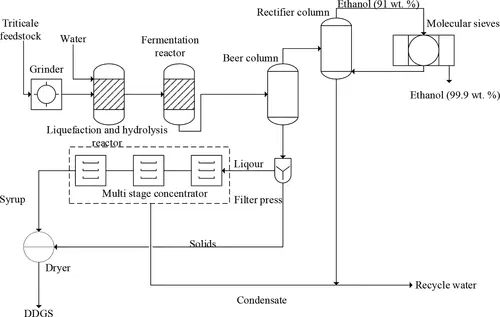 Ethanol (91 wt. %)
Rectifier column
Triticale
feedstock
Molecular sieves
Water
Fermentation
reactor
Grinder
Beer column
Ethanol (99.9 wt. %)
Liquefaction and hydrolysis
reactor
Liqour
Multi stage concentrator
Syrup
Filter press
Solids
Dryer
Recycle water
Condensate
DDGS